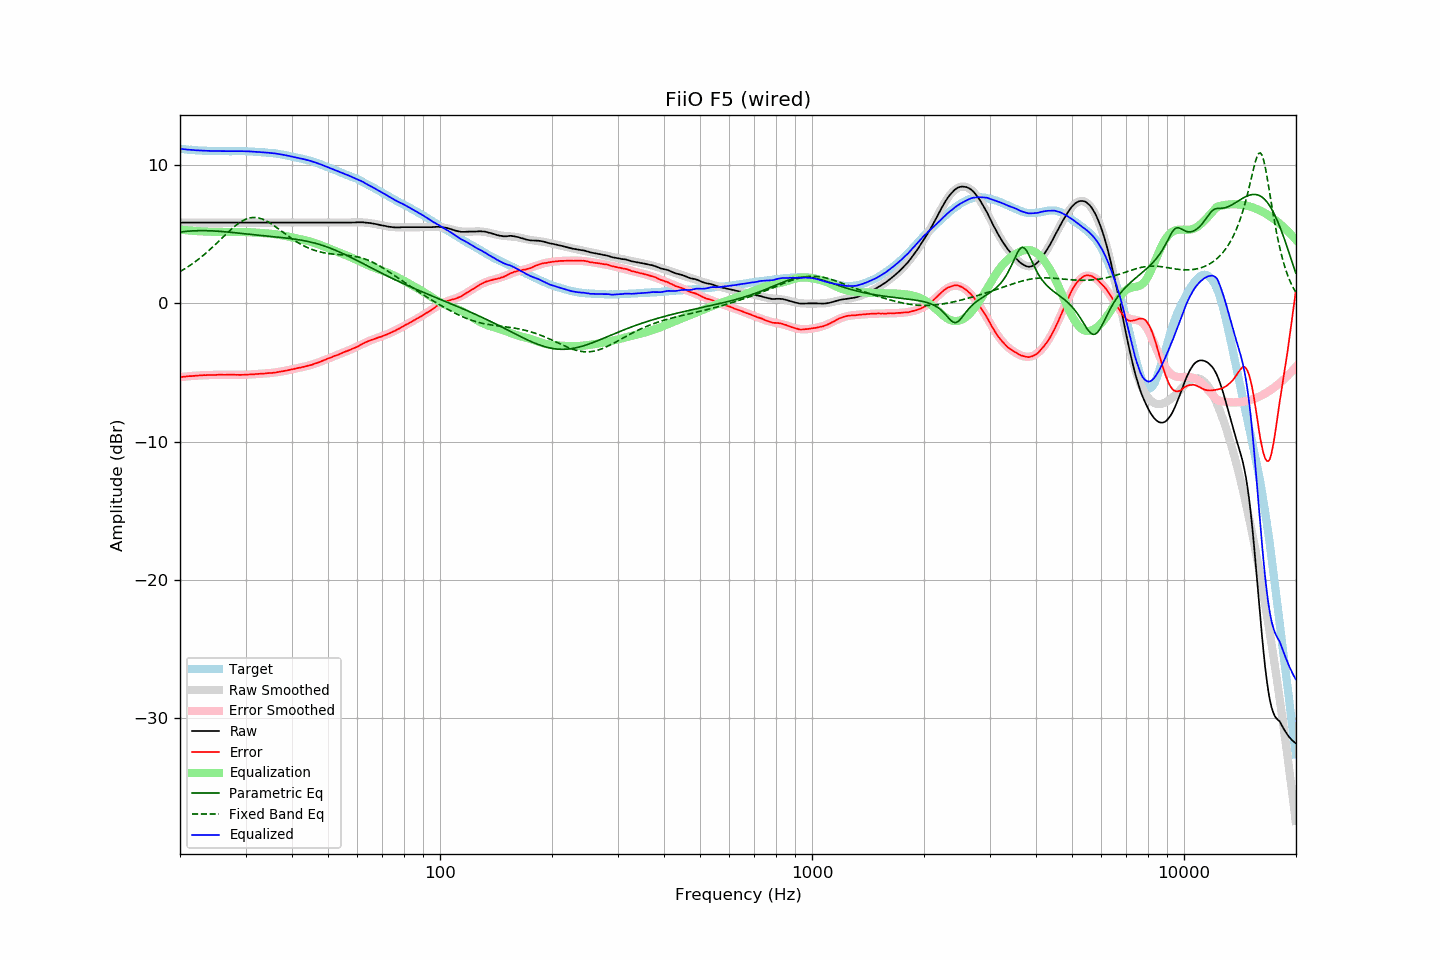 FiiO F5 (wired)
10
0
−10
−20
−30
Amplitude (dBr)
Target
Raw Smoothed
Error Smoothed
Raw
Error
Equalization
Parametric Eq
Fixed Band Eq
Equalized
100
1000
10000
Frequency (Hz)